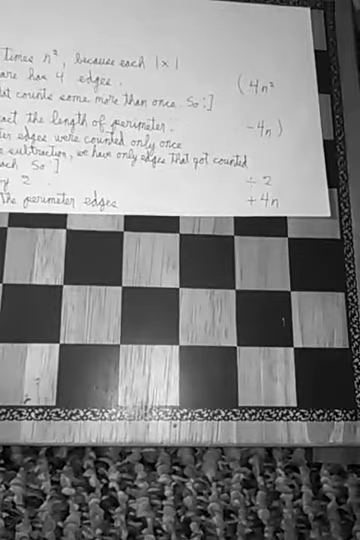 times n², because each 1x1
are has 4 edges. (4n²
at counts some more than once. So:]
act the length of perimeter. -4n)
er edges were counted only once
e subtraction, we have only edges that got counted
ach So ]
by 2. ÷ 2
the perimeter edges + 4n